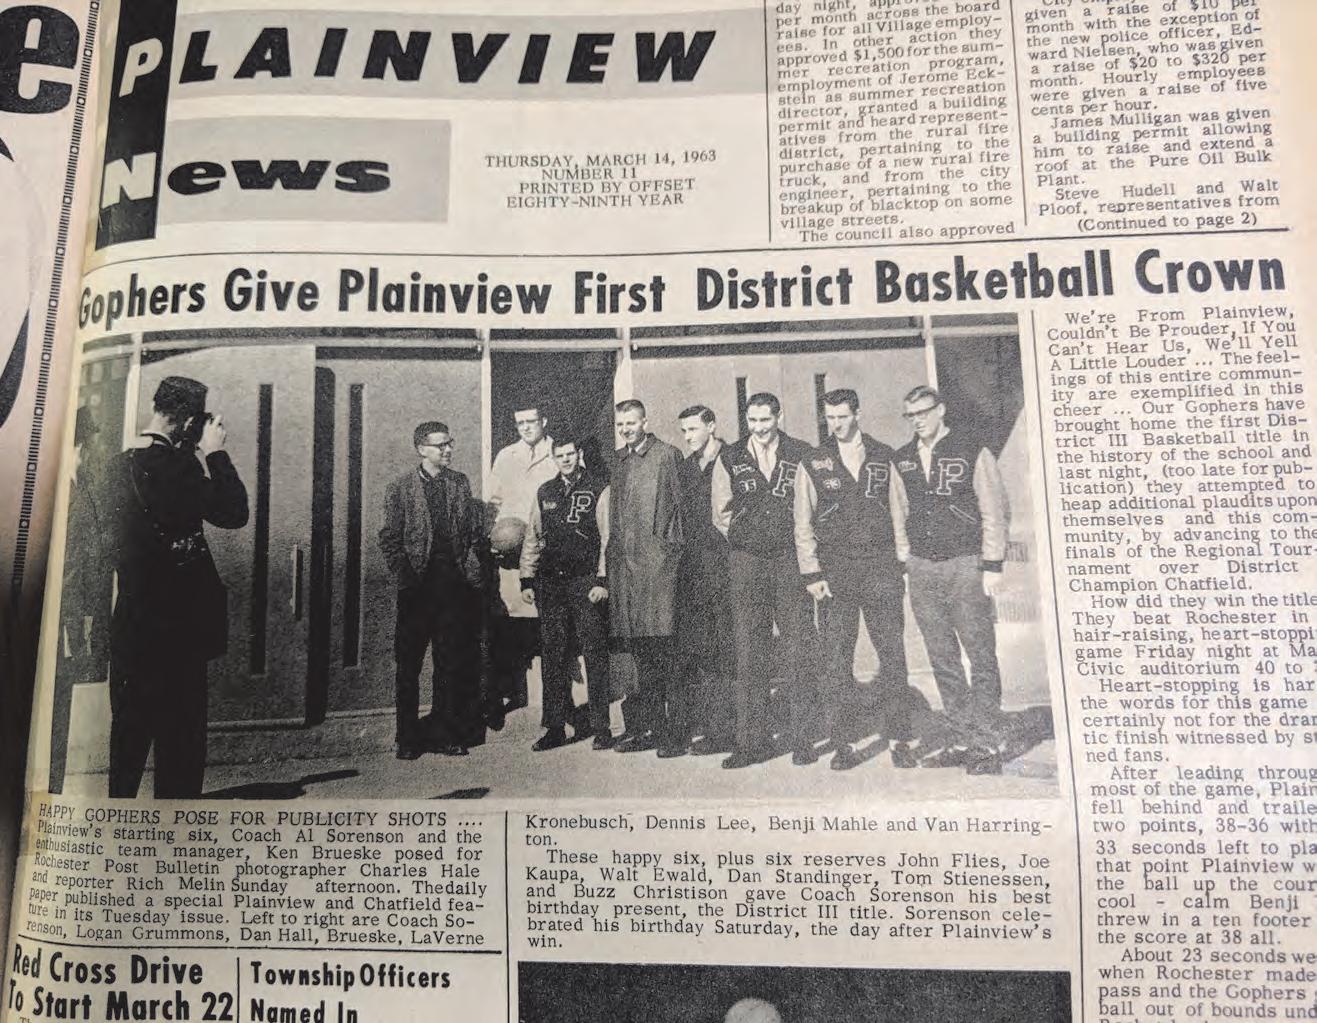 PLAINVIEW
News
THURSDAY, MARCH 14, 1963
NUMBER 11
PRINTED BY OFFSET
EIGHTY-NINTH YEAR
day night,
per month across the board
raise for all Village employ-
ees. In other action they
approved $1,500 for the sum-
mer recreation program,
employment of Jerome Eck-
stein as summer recreation
director, granted a building
permit and heard represent-
atives from the rural fire
district, pertaining to the
purchase of a new rural fire
truck, and from the city
engineer, pertaining to the
breakup of blacktop on some
village streets.
The council also approved
given a raise of $10 per
month with the exception of
the new police officer, Ed-
ward Nielsen, who was given
a raise of $20 to $320 per
month. Hourly employees
were given a raise of five
cents per hour.
James Mulligan was given
a building permit allowing
him to raise and extend a
roof at the Pure Oil Bulk
Plant.
Steve Hudell and Walt
Ploof, representatives from
(Continued to page 2)
Gophers Give Plainview First District Basketball Crown
We're From Plainview,
Couldn't Be Prouder, If You
Can't Hear Us, We'll Yell
A Little Louder ... The feel-
ings of this entire commun-
ity are exemplified in this
cheer ... Our Gophers have
brought home the first Dis-
trict III Basketball title in
the history of the school and
last night, (too late for pub-
lication) they attempted to
heap additional plaudits upon
themselves and this com-
munity, by advancing to the
finals of the Regional Tour-
nament over District
Champion Chatfield.
How did they win the title
They beat Rochester in
hair-raising, heart-stoppi
game Friday night at Ma
Civic auditorium 40 to
Heart-stopping is har
the words for this game
certainly not for the dra
tic finish witnessed by st
ned fans.
After leading throug
most of the game, Plain
fell behind and traile
two points, 38-36 with
33 seconds left to pla
that point Plainview w
the ball up the cour
cool - calm Benji
threw in a ten footer
the score at 38 all.
About 23 seconds we
when Rochester made
pass and the Gophers
ball out of bounds und
P
P
P
P
HAPPY GOPHERS POSE FOR PUBLICITY SHOTS ....
Plainview's starting six, Coach Al Sorenson and the
enthusiastic team manager, Ken Brueske posed for
Rochester Post Bulletin photographer Charles Hale
and reporter Rich Melin Sunday afternoon. Thedaily
paper published a special Plainview and Chatfield fea-
ture in its Tuesday issue. Left to right are Coach So-
renson, Logan Grummons, Dan Hall, Brueske, LaVerne
Kronebusch, Dennis Lee, Benji Mahle and Van Harring-
ton.
These happy six, plus six reserves John Flies, Joe
Kaupa, Walt Ewald, Dan Standinger, Tom Stienessen,
and Buzz Christison gave Coach Sorenson his best
birthday present, the District III title. Sorenson cele-
brated his birthday Saturday, the day after Plainview's
win.
Red Cross Drive
To Start March 22
Township Officers
Named In